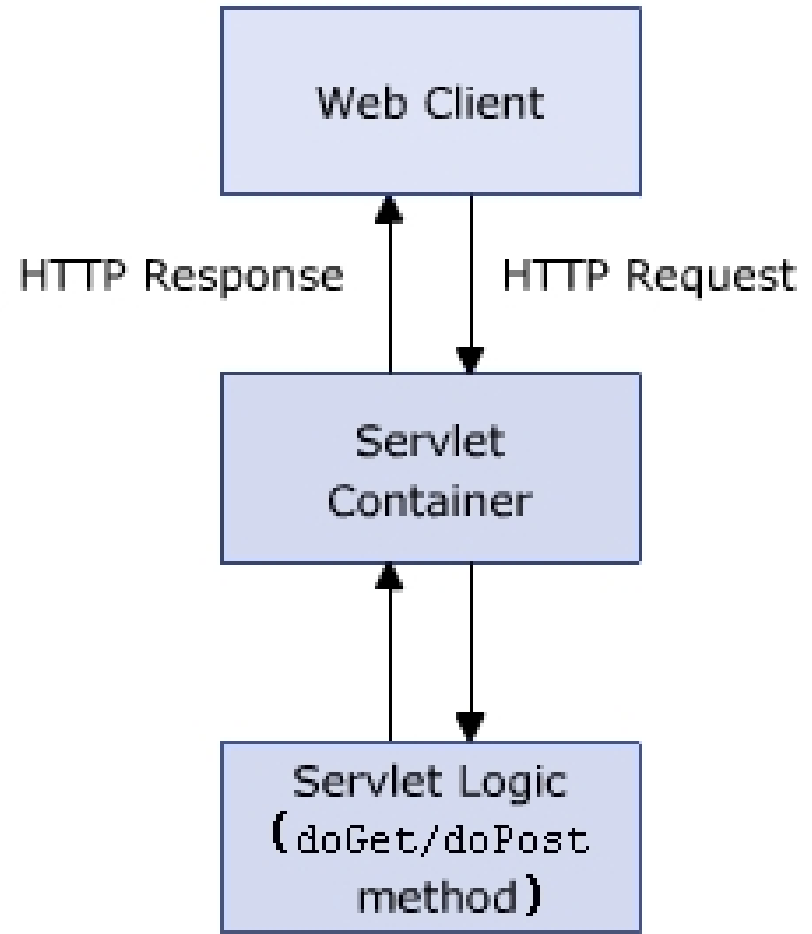 Web Client
HTTP Response
HTTP Request
Servlet
Container
Servlet Logic
(doGet/doPost
method)